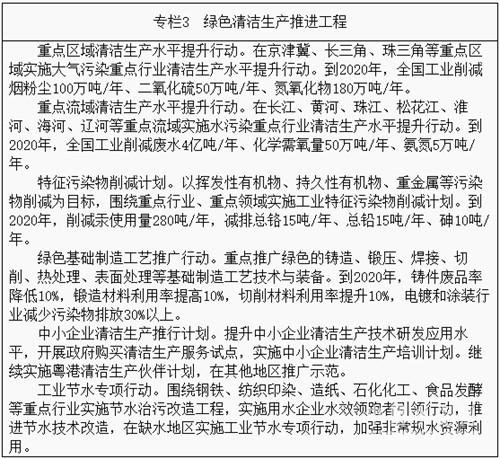 专栏3 绿色清洁生产推进工程
重点区域清洁生产水平提升行动。在京津冀、长三角、珠三角等重点区
域实施大气污染重点行业清洁生产水平提升行动。到2020年，全国工业削减
烟粉尘100万吨/年、二氧化硫50万吨/年、氮氧化物180万吨/年。
重点流域清洁生产水平提升行动。在长江、黄河、珠江、松花江、淮
河、海河、辽河等重点流域实施水污染重点行业清洁生产水平提升行动。到
2020年，全国工业削减废水4亿吨/年、化学需氧量50万吨/年、氨氮5万吨/
年。
特征污染物削减计划。以挥发性有机物、持久性有机物、重金属等污染
物削减为目标，围绕重点行业、重点领域实施工业特征污染物削减计划。到
2020年，削减汞使用量280吨/年，减排总铬15吨/年、总铅15吨/年、砷10吨/
年。
绿色基础制造工艺推广行动。重点推广绿色的铸造、锻压、焊接、切
削、热处理、表面处理等基础制造工艺技术与装备。到2020年，铸件废品率
降低10%，锻造材料利用率提高10%，切削材料利用率提升10%，电镀和涂装行
业减少污染物排放30%以上。
中小企业清洁生产推行计划。提升中小企业清洁生产技术研发应用水
平，开展政府购买清洁生产服务试点，实施中小企业清洁生产培训计划。继
续实施粤港清洁生产伙伴计划，在其他地区推广示范。
工业节水专项行动。围绕钢铁、纺织印染、造纸、石化化工、食品发酵
等重点行业实施节水治污改造工程，实施用水企业水效领跑者引领行动，推
进节水技术改造，在缺水地区实施工业节水专项行动，加强非常规水资源利
用。